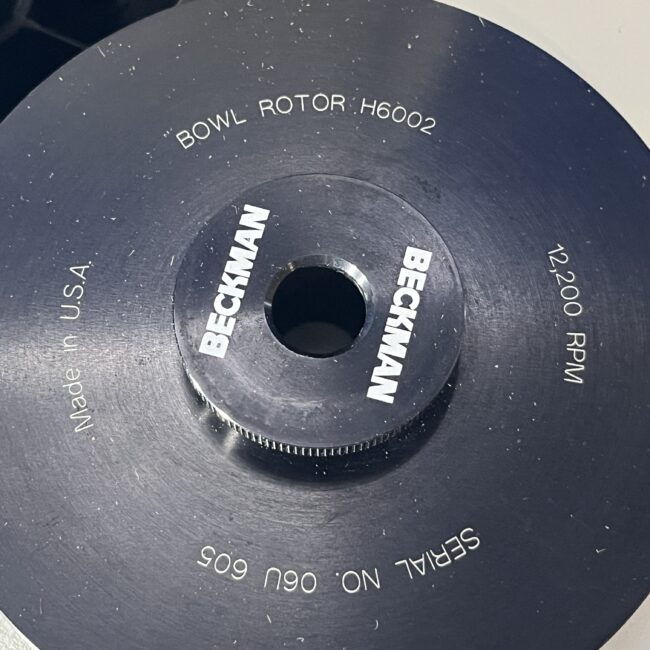 BOWL ROTOR H6002
12,200 RPM
SERIAL NO. 06U 605
Made in U.S.A.
BECKMAN
BECKMAN